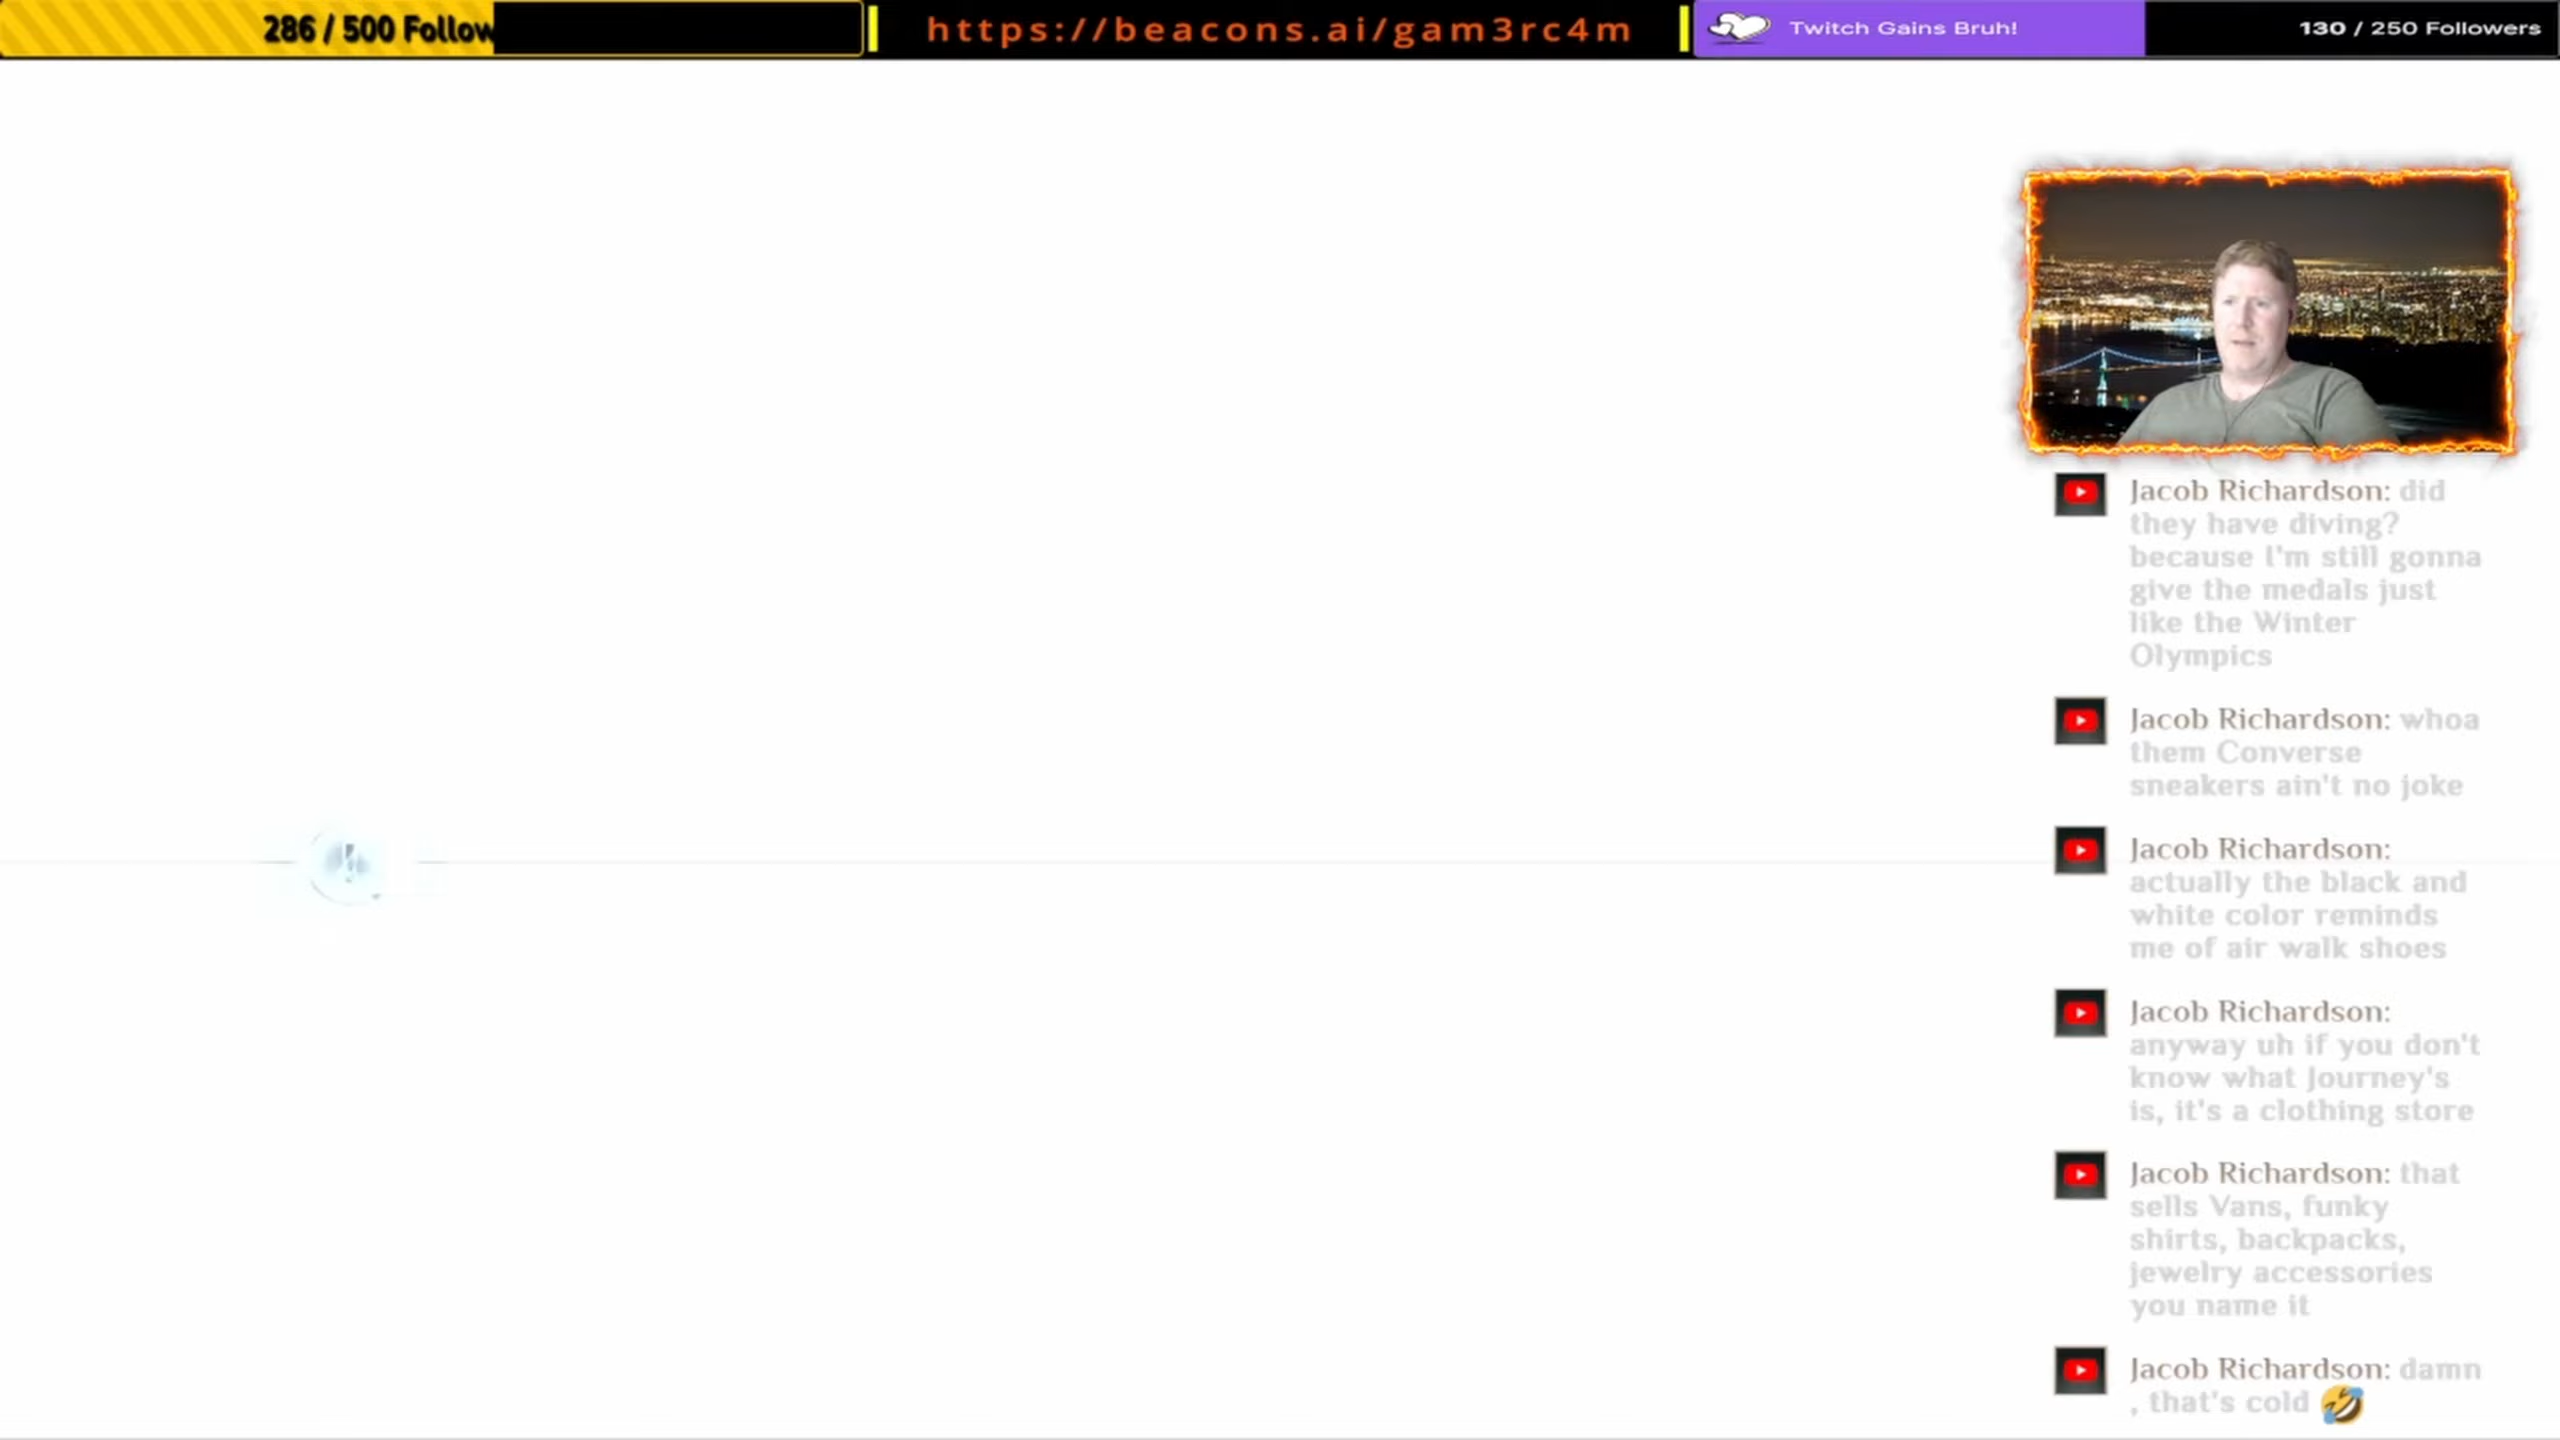 286 / 500 Follow
https://beacons.ai/gam3rc4m
Twitch Gains Bruh!
130 / 250 Followers
Jacob Richardson: did
they have diving?
because I'm still gonna
give the medals just
like the Winter
Olympics
Jacob Richardson: whoa
them Converse
sneakers ain't no joke
Jacob Richardson:
actually the black and
white color reminds
me of air walk shoes
Jacob Richardson:
anyway uh if you don't
know what Journey's
is, it's a clothing store
Jacob Richardson: that
sells Vans, funky
shirts, backpacks,
jewelry accessories
you name it
Jacob Richardson: damn
, that's cold 🤣